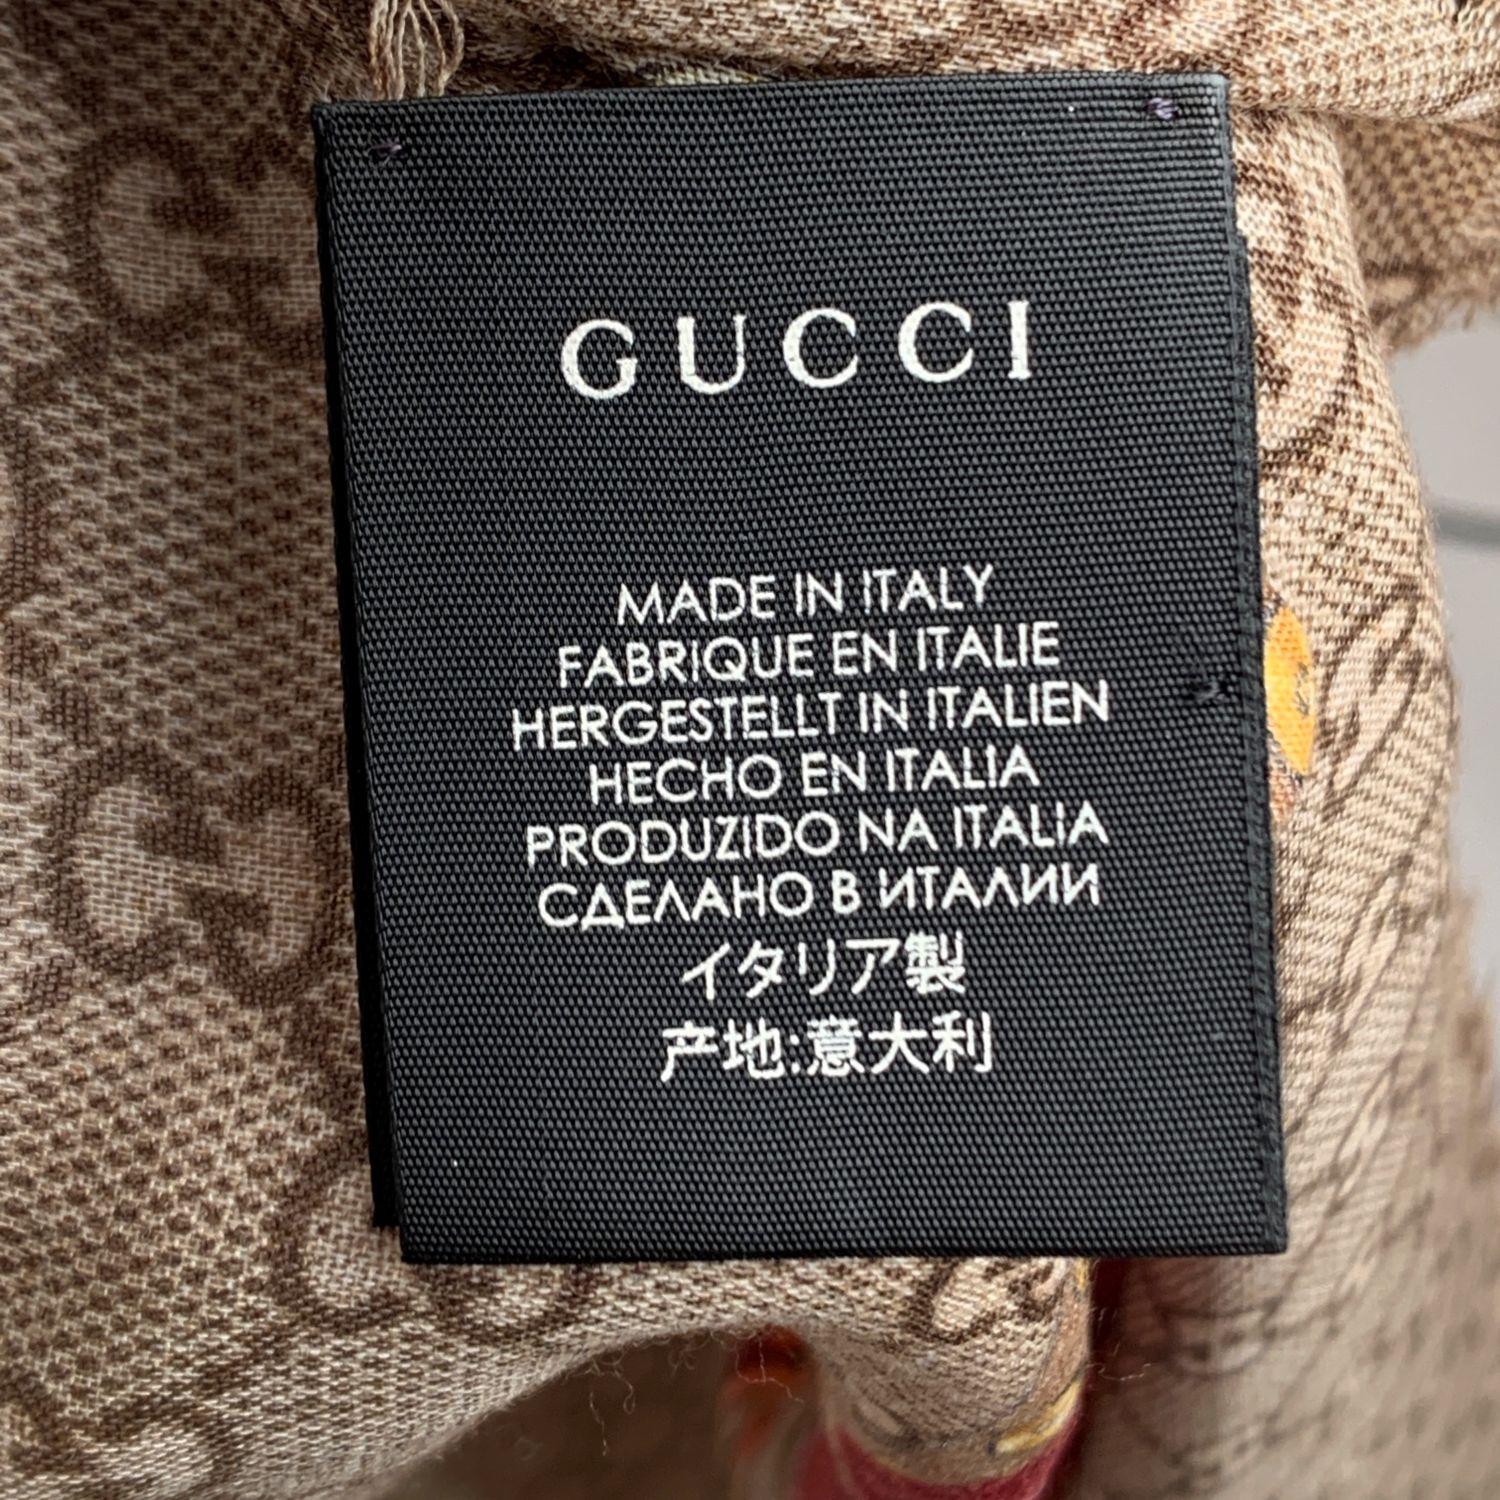 GUCCI
MADE IN ITALY
FABRIQUE EN ITALIE
HERGESTELLT IN ITALIEN
HECHO EN ITALIA
PRODUZIDO NA ITALIA
СДЕЛАНО В ИТАЛИИ
イタリア製
产地:意大利